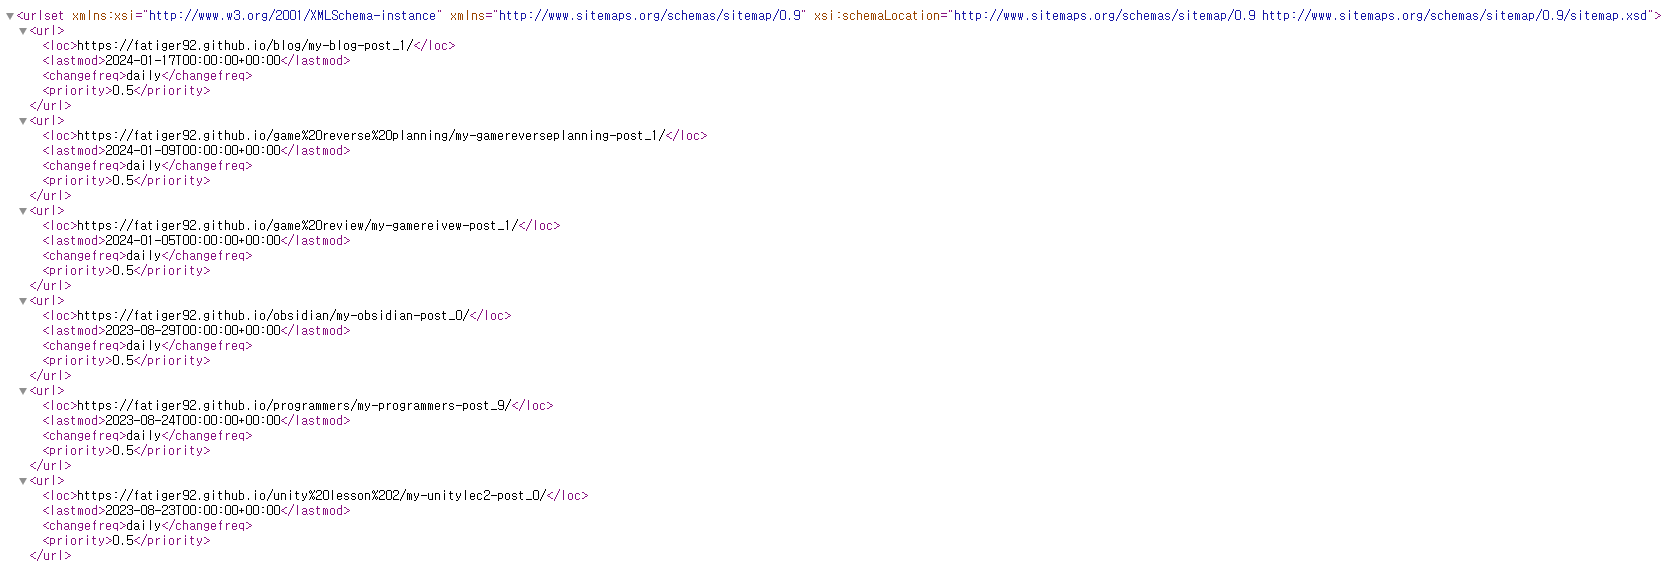 <urlset xmlns:xsi="http://www.w3.org/2001/XMLSchema-instance" xmlns="http://www.sitemaps.org/schemas/sitemap/0.9" xsi:schemaLocation="http://www.sitemaps.org/schemas/sitemap/0.9 http://www.sitemaps.org/schemas/sitemap/0.9/sitemap.xsd">
<url>
<loc>https://fatiger92.github.io/blog/my-blog-post_1/</loc>
<lastmod>2024-01-17T00:00:00+00:00</lastmod>
<changefreq>daily</changefreq>
<priority>0.5</priority>
</url>
<url>
<loc>https://fatiger92.github.io/game%20reverse%20planning/my-gamereverseplanning-post_1/</loc>
<lastmod>2024-01-09T00:00:00+00:00</lastmod>
<changefreq>daily</changefreq>
<priority>0.5</priority>
</url>
<url>
<loc>https://fatiger92.github.io/game%20review/my-gamereivew-post_1/</loc>
<lastmod>2024-01-05T00:00:00+00:00</lastmod>
<changefreq>daily</changefreq>
<priority>0.5</priority>
</url>
<url>
<loc>https://fatiger92.github.io/obsidian/my-obsidian-post_0/</loc>
<lastmod>2023-08-29T00:00:00+00:00</lastmod>
<changefreq>daily</changefreq>
<priority>0.5</priority>
</url>
<url>
<loc>https://fatiger92.github.io/programmers/my-programmers-post_9/</loc>
<lastmod>2023-08-24T00:00:00+00:00</lastmod>
<changefreq>daily</changefreq>
<priority>0.5</priority>
</url>
<url>
<loc>https://fatiger92.github.io/unity%20lesson%202/my-unitylec2-post_0/</loc>
<lastmod>2023-08-23T00:00:00+00:00</lastmod>
<changefreq>daily</changefreq>
<priority>0.5</priority>
</url>